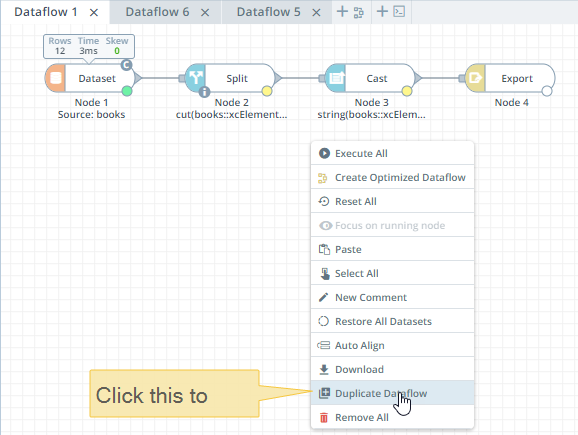 Dataflow 1
Dataflow 6
Dataflow 5
Rows Time Skew
12 3ms 0
C
Dataset
Split
Cast
Export
Node 1
Node 2
Node 3
Node 4
Source: books
cut(books::xcElement...
string(books::xcElem...
Execute All
Create Optimized Dataflow
Reset All
Focus on running node
Paste
Select All
New Comment
Restore All Datasets
Auto Align
Download
Click this to
Duplicate Dataflow
Remove All